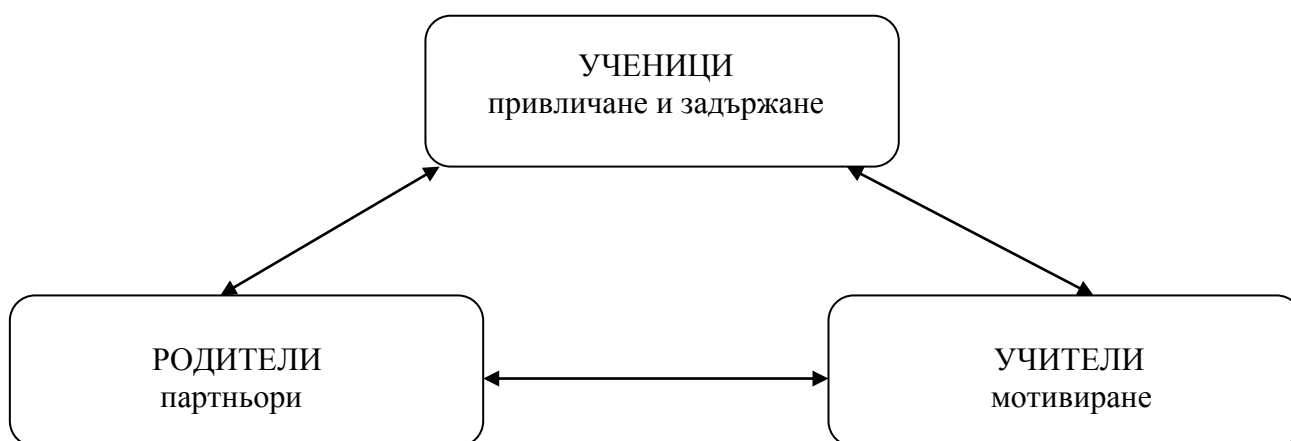 УЧЕНИЦИ
привличане и задържане
РОДИТЕЛИ
партньори
УЧИТЕЛИ
мотивиране